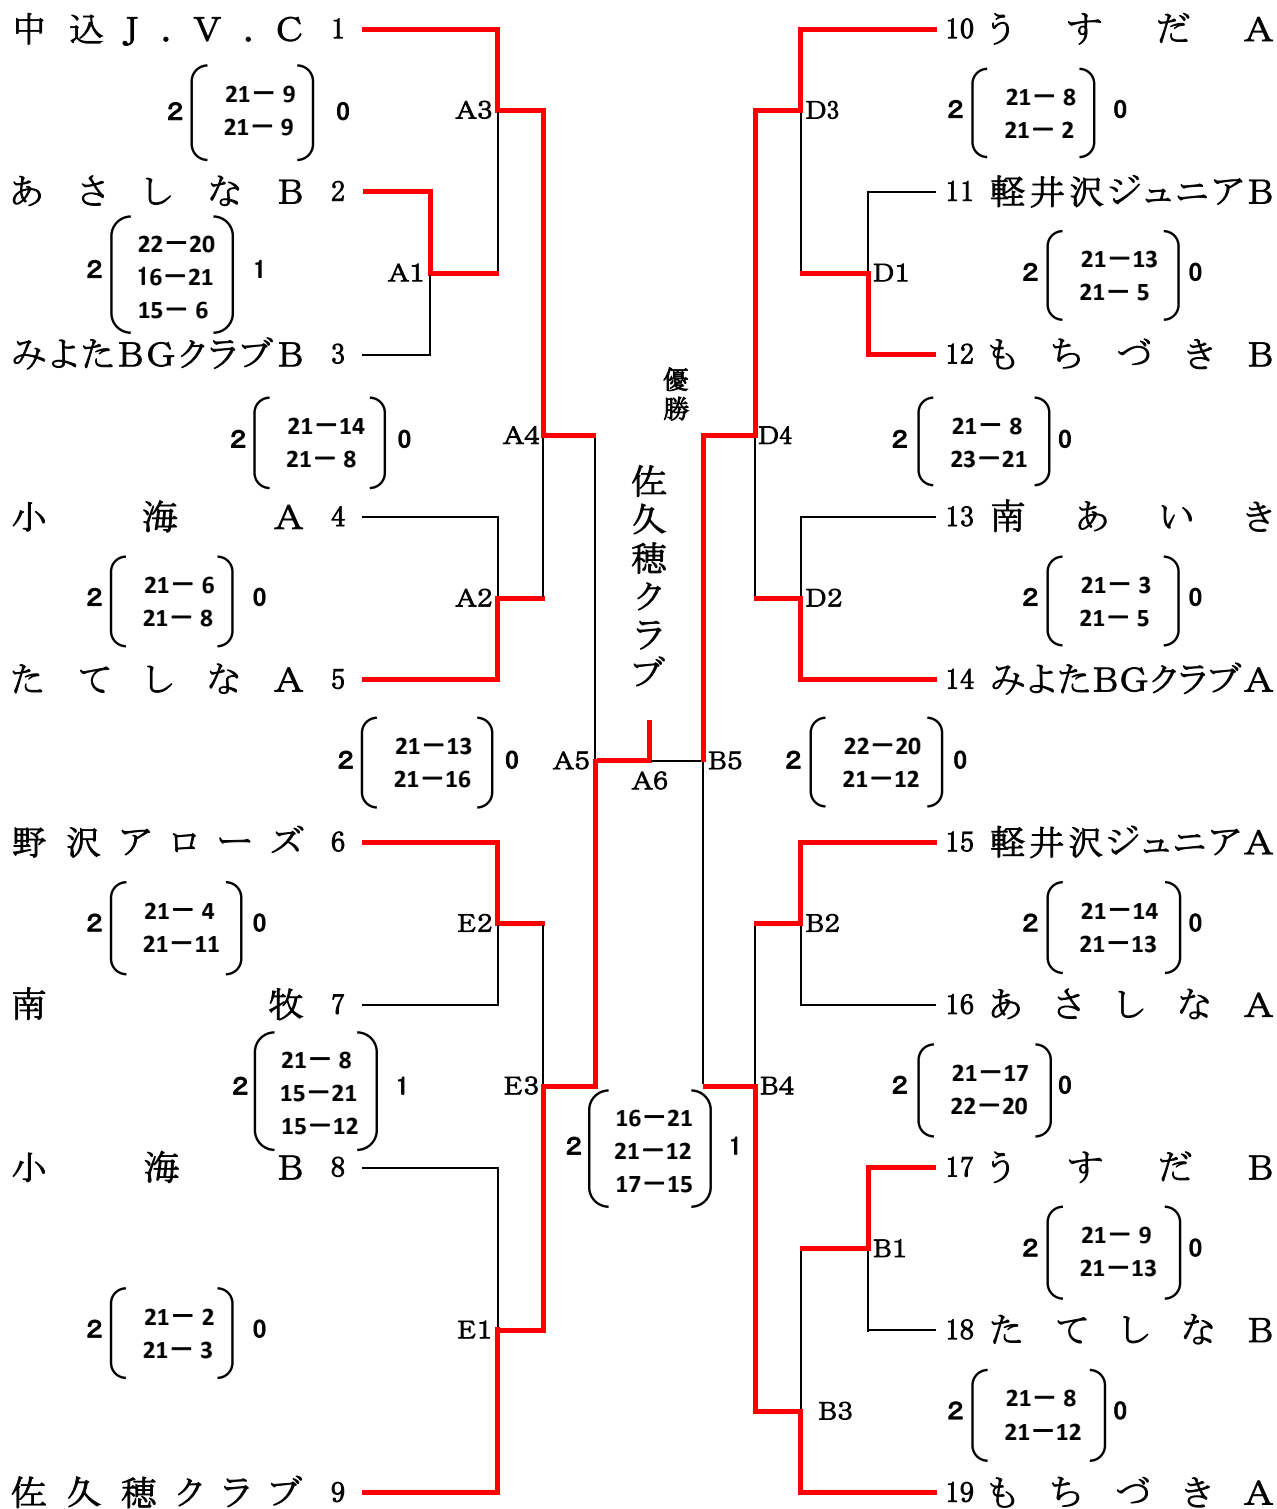 中込J.V.C 1
2 21－9 0
21－9
A3
あさしなB 2
2 22－20 1
16－21
15－6
A1
みよたBGクラブB 3
2 21－14 0
21－8
A4
小海A 4
2 21－6 0
21－8
A2
たてしなA 5
2 21－13 0
21－16
A5
野沢アローズ 6
2 21－4 0
21－11
E2
南牧 7
2 21－8 1
15－21
15－12
E3
小海B 8
2 21－2 0
21－3
E1
佐久穂クラブ 9
優勝
佐久穂クラブ
A6
2 16－21 1
21－12
17－15
10 うすだA
D3
2 21－8 0
21－2
11 軽井沢ジュニアB
D1
2 21－13 0
21－5
12 もちづきB
D4
2 21－8 0
23－21
13 南あいき
D2
2 21－3 0
21－5
14 みよたBGクラブA
B5
2 22－20 0
21－12
15 軽井沢ジュニアA
B2
2 21－14 0
21－13
16 あさしなA
B4
2 21－17 0
22－20
17 うすだB
B1
2 21－9 0
21－13
18 たてしなB
B3
2 21－8 0
21－12
19 もちづきA